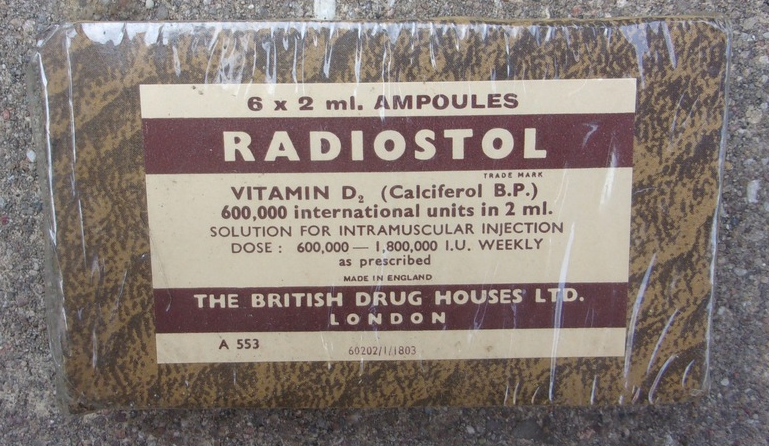 6 x 2 ml. AMPOULES
RADIOSTOL
TRADE MARK
VITAMIN D₂ (Calciferol B.P.)
600,000 international units in 2 ml.
SOLUTION FOR INTRAMUSCULAR INJECTION
DOSE : 600,000 — 1,800,000 I.U. WEEKLY
as prescribed
MADE IN ENGLAND
THE BRITISH DRUG HOUSES LTD.
LONDON
A 553
60202/1/1803